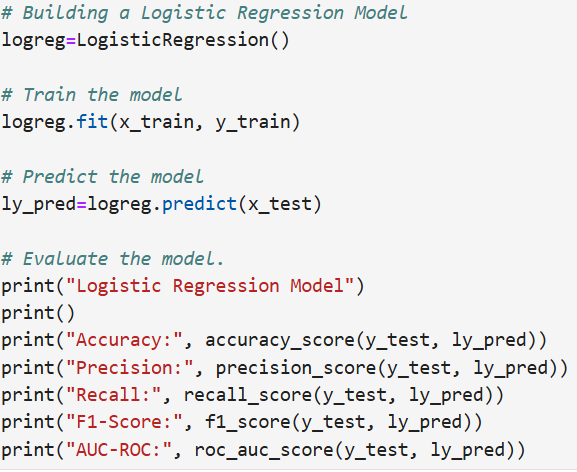 # Building a Logistic Regression Model
logreg=LogisticRegression()
# Train the model
logreg.fit(x_train, y_train)
# Predict the model
ly_pred=logreg.predict(x_test)
# Evaluate the model.
print("Logistic Regression Model")
print()
print("Accuracy:", accuracy_score(y_test, ly_pred))
print("Precision:", precision_score(y_test, ly_pred))
print("Recall:", recall_score(y_test, ly_pred))
print("F1-Score:", f1_score(y_test, ly_pred))
print("AUC-ROC:", roc_auc_score(y_test, ly_pred))